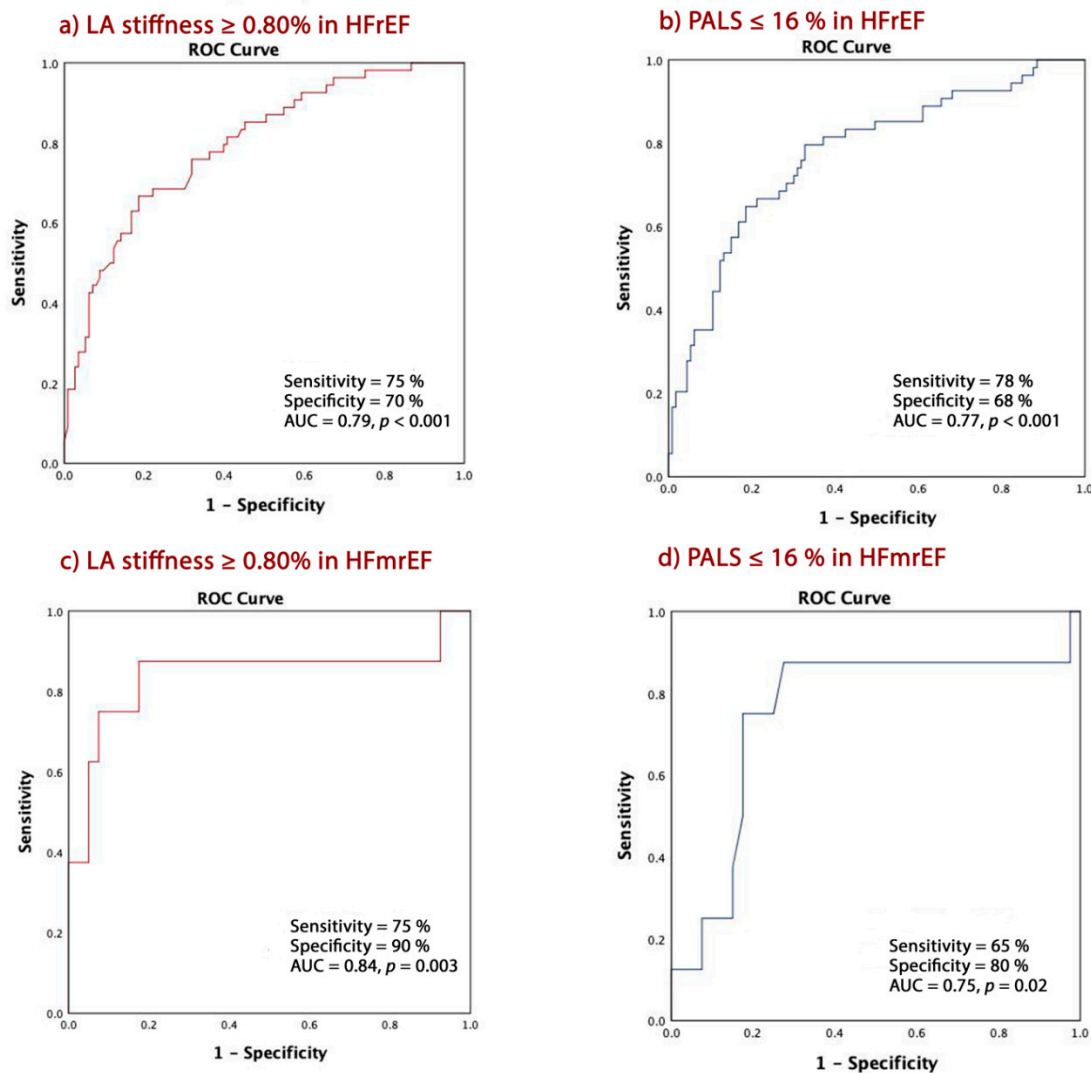 a) LA stiffness ≥ 0.80% in HFrEF
ROC Curve
1.0
0.8
0.6
0.4
0.2
0.0
Sensitivity
Sensitivity = 75 %
Specificity = 70 %
AUC = 0.79, p < 0.001
0.0 0.2 0.4 0.6 0.8 1.0
1 – Specificity
b) PALS ≤ 16 % in HFrEF
ROC Curve
1.0
0.8
0.6
0.4
0.2
0.0
Sensitivity
Sensitivity = 78 %
Specificity = 68 %
AUC = 0.77, p < 0.001
0.0 0.2 0.4 0.6 0.8 1.0
1 – Specificity
c) LA stiffness ≥ 0.80% in HFmrEF
ROC Curve
1.0
0.8
0.6
0.4
0.2
0.0
Sensitivity
Sensitivity = 75 %
Specificity = 90 %
AUC = 0.84, p = 0.003
0.0 0.2 0.4 0.6 0.8 1.0
1 – Specificity
d) PALS ≤ 16 % in HFmrEF
ROC Curve
1.0
0.8
0.6
0.4
0.2
0.0
Sensitivity
Sensitivity = 65 %
Specificity = 80 %
AUC = 0.75, p = 0.02
0.0 0.2 0.4 0.6 0.8 1.0
1 – Specificity